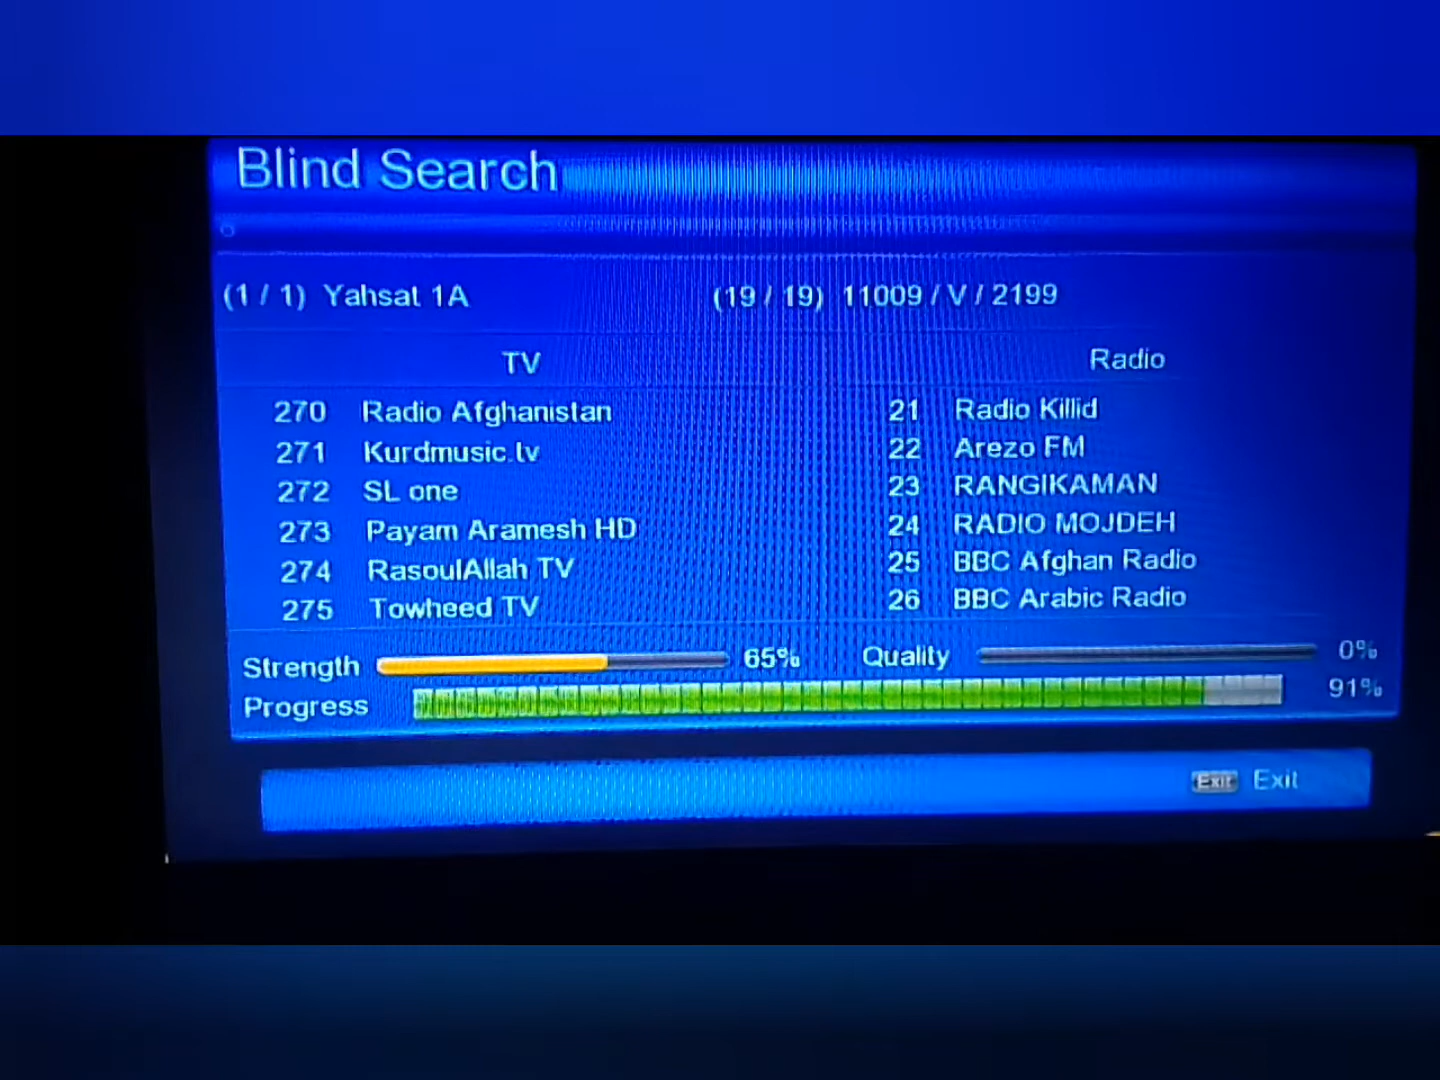 Blind Search
(1 / 1) Yahsat 1A (19 / 19) 11009 / V / 2199
TV Radio
270 Radio Afghanistan 21 Radio Killid
271 Kurdmusic.tv 22 Arezo FM
272 SL one 23 RANGIKAMAN
273 Payam Aramesh HD 24 RADIO MOJDEH
274 RasoulAllah TV 25 BBC Afghan Radio
275 Towheed TV 26 BBC Arabic Radio
Strength 65% Quality 0%
Progress 91%
Exit Exit